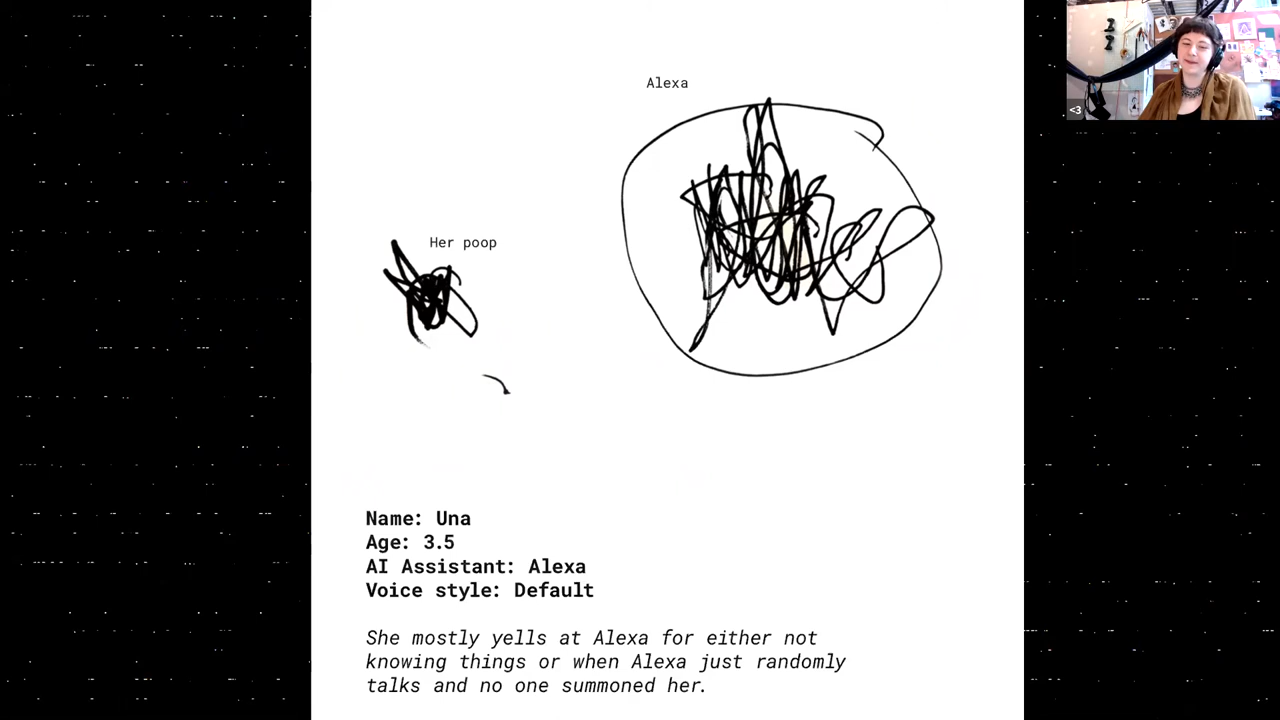 Alexa
Her poop
<3
Name: Una
Age: 3.5
AI Assistant: Alexa
Voice style: Default
She mostly yells at Alexa for either not
knowing things or when Alexa just randomly
talks and no one summoned her.